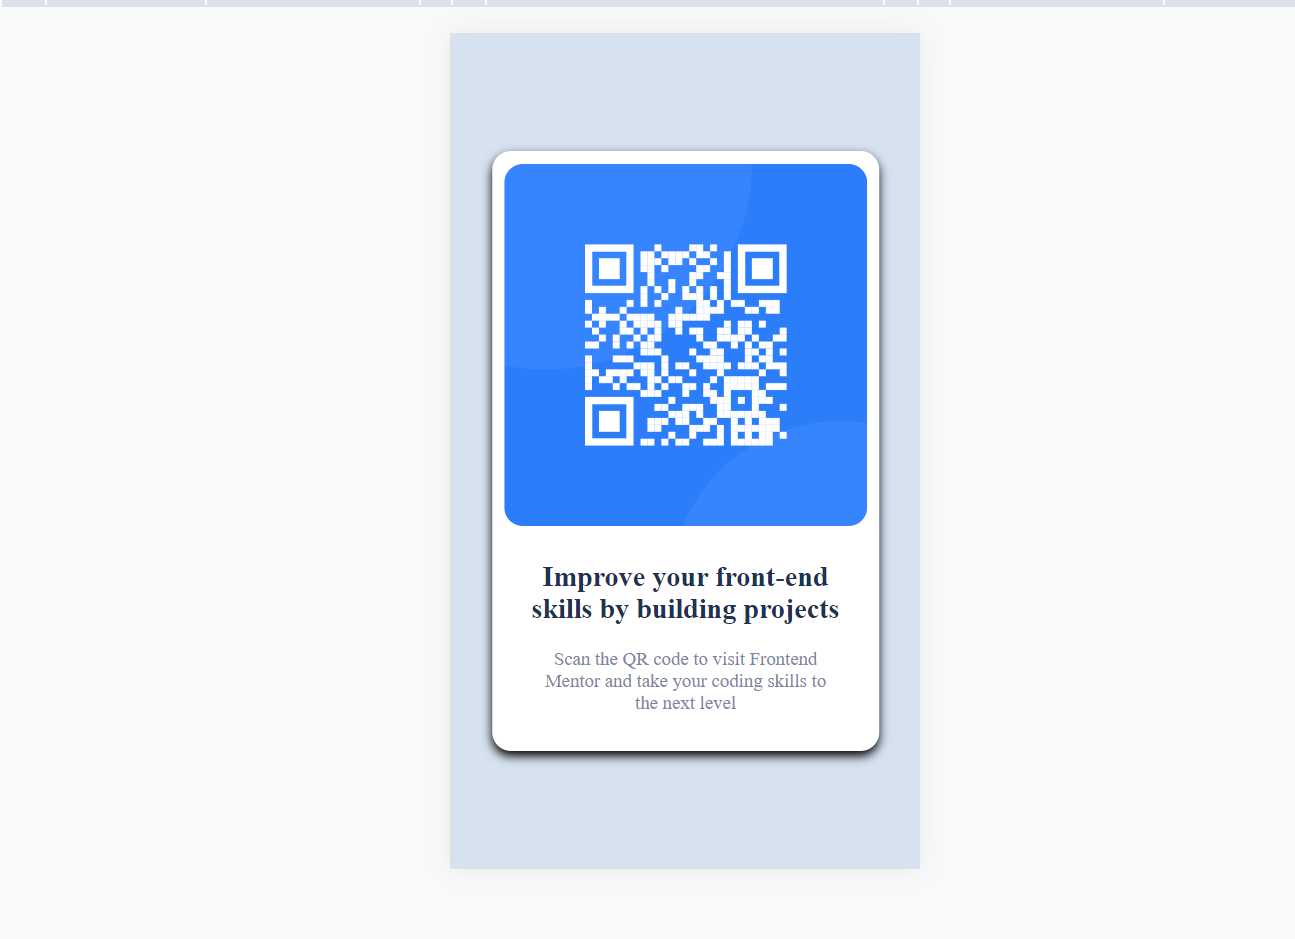 Improve your front-end
skills by building projects
Scan the QR code to visit Frontend
Mentor and take your coding skills to
the next level